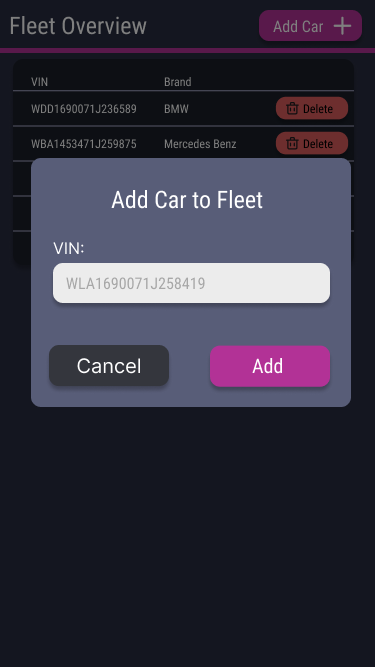 Fleet Overview
Add Car
VIN Brand
WDD1690071J236589 BMW Delete
WBA1453471J259875 Mercedes Benz Delete
Add Car to Fleet
VIN:
WLA1690071J258419
Cancel Add